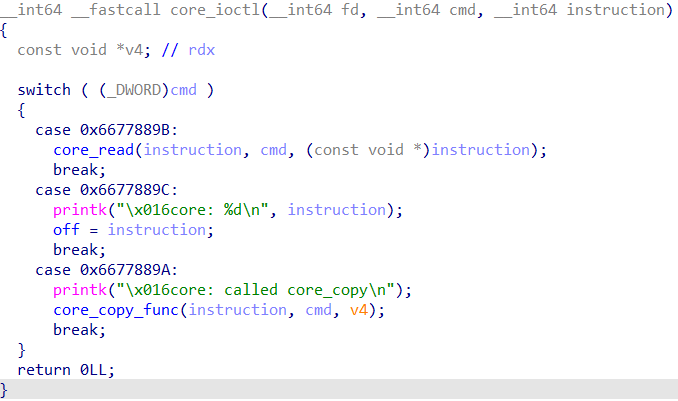 __int64 __fastcall core_ioctl(__int64 fd, __int64 cmd, __int64 instruction)
{
  const void *v4; // rdx

  switch ( (_DWORD)cmd )
  {
    case 0x6677889B:
      core_read(instruction, cmd, (const void *)instruction);
      break;
    case 0x6677889C:
      printk("\x016core: %d\n", instruction);
      off = instruction;
      break;
    case 0x6677889A:
      printk("\x016core: called core_copy\n");
      core_copy_func(instruction, cmd, v4);
      break;
  }
  return 0LL;
}